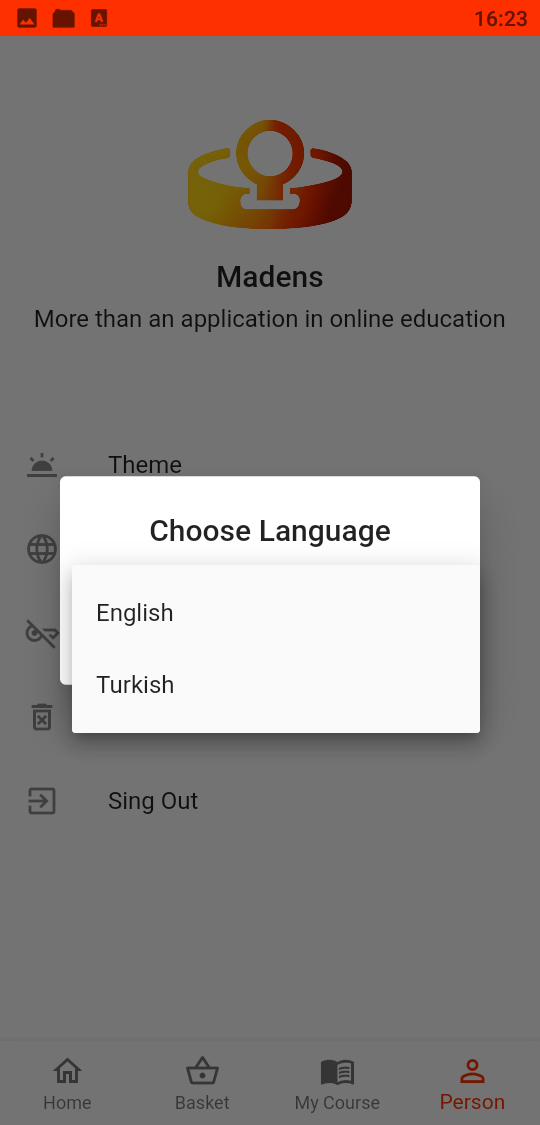 16:23
Madens
More than an application in online education
Theme
Choose Language
English
Turkish
Sing Out
Home
Basket
My Course
Person